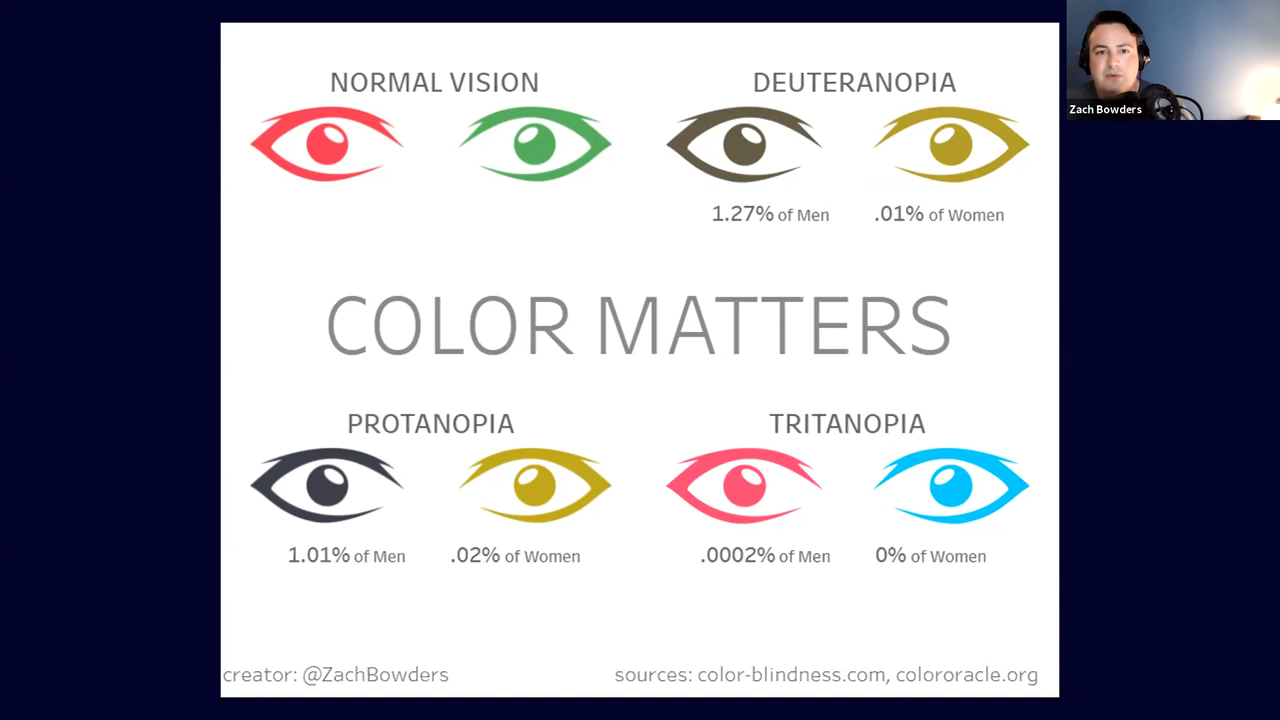 NORMAL VISION
DEUTERANOPIA
1.27% of Men
.01% of Women
COLOR MATTERS
PROTANOPIA
TRITANOPIA
1.01% of Men
.02% of Women
.0002% of Men
0% of Women
creator: @ZachBowders
sources: color-blindness.com, colororacle.org
Zach Bowders